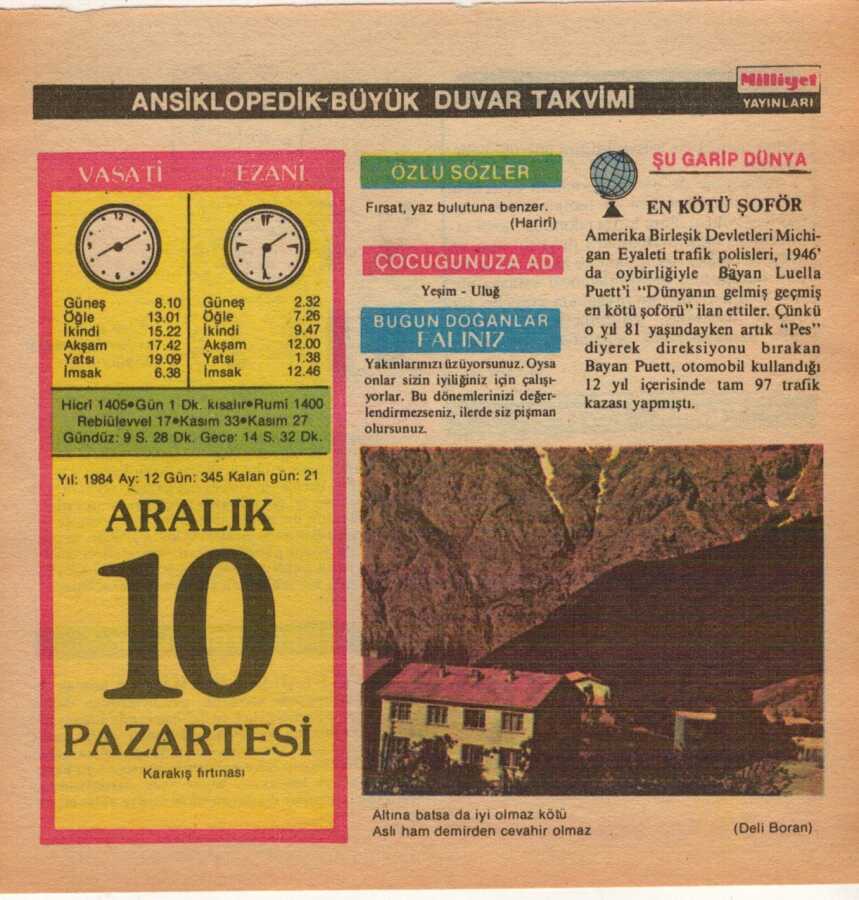 Milliyet
YAYINLARI
ANSİKLOPEDİK-BÜYÜK DUVAR TAKVİMİ
VASATİ
EZANİ
Güneş 8.10
Öğle 13.01
İkindi 15.22
Akşam 17.42
Yatsı 19.09
İmsak 6.38
Güneş 2.32
Öğle 7.26
İkindi 9.47
Akşam 12.00
Yatsı 1.38
İmsak 12.46
Hicrî 1405•Gün 1 Dk. kısalır•Rumî 1400
Rebiülevvel 17•Kasım 33•Kasım 27
Gündüz: 9 S. 28 Dk. Gece: 14 S. 32 Dk.
Yıl: 1984 Ay: 12 Gün: 345 Kalan gün: 21
ARALIK
10
PAZARTESİ
Karakış fırtınası
ÖZLU SÖZLER
Fırsat, yaz bulutuna benzer.
(Harirî)
ÇOCUGUNUZA AD
Yeşim - Uluğ
BUGUN DOĞANLAR
FALINIZ
Yakınlarınızı üzüyorsunuz. Oysa
onlar sizin iyiliğiniz için çalışı-
yorlar. Bu dönemlerinizi değer-
lendirmezseniz, ilerde siz pişman
olursunuz.
ŞU GARİP DÜNYA
EN KÖTÜ ŞOFÖR
Amerika Birleşik Devletleri Michi-
gan Eyaleti trafik polisleri, 1946'
da oybirliğiyle Bayan Luella
Puett'i "Dünyanın gelmiş geçmiş
en kötü şoförü" ilan ettiler. Çünkü
o yıl 81 yaşındayken artık "Pes"
diyerek direksiyonu bırakan
Bayan Puett, otomobil kullandığı
12 yıl içerisinde tam 97 trafik
kazası yapmıştı.
Altına batsa da iyi olmaz kötü
Aslı ham demirden cevahir olmaz
(Deli Boran)